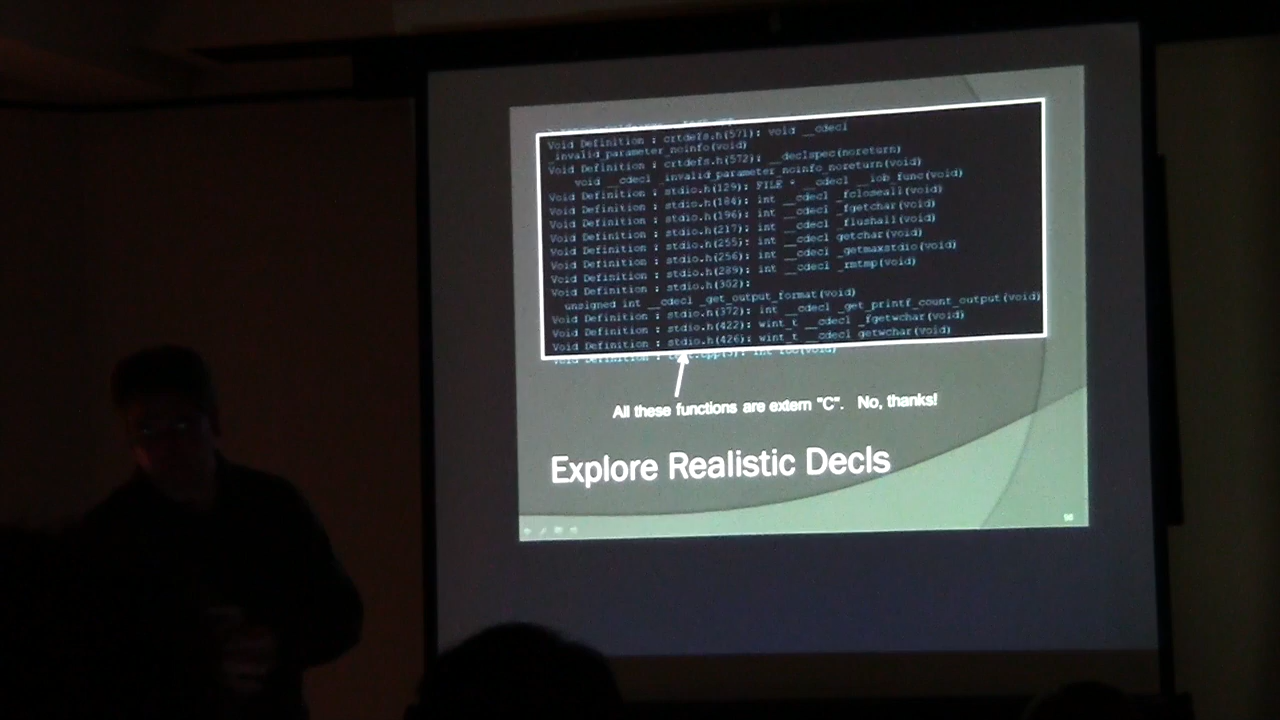 Void Definition : crtdefs.h(571): void __cdecl
_invalid_parameter_noinfo(void)
Void Definition : crtdefs.h(572): __declspec(noreturn)
void __cdecl _invalid_parameter_noinfo_noreturn(void)
Void Definition : stdio.h(129): FILE * __cdecl __iob_func(void)
Void Definition : stdio.h(184): int __cdecl _fcloseall(void)
Void Definition : stdio.h(196): int __cdecl _fgetchar(void)
Void Definition : stdio.h(217): int __cdecl _flushall(void)
Void Definition : stdio.h(255): int __cdecl getchar(void)
Void Definition : stdio.h(256): int __cdecl _getmaxstdio(void)
Void Definition : stdio.h(289): int __cdecl _rmtmp(void)
Void Definition : stdio.h(302):
unsigned int __cdecl _get_output_format(void)
Void Definition : stdio.h(372): int __cdecl _get_printf_count_output(void)
Void Definition : stdio.h(422): wint_t __cdecl _fgetwchar(void)
Void Definition : stdio.h(426): wint_t __cdecl getwchar(void)
Void Definition : int foo(void)
All these functions are extern "C". No, thanks!
Explore Realistic Decls